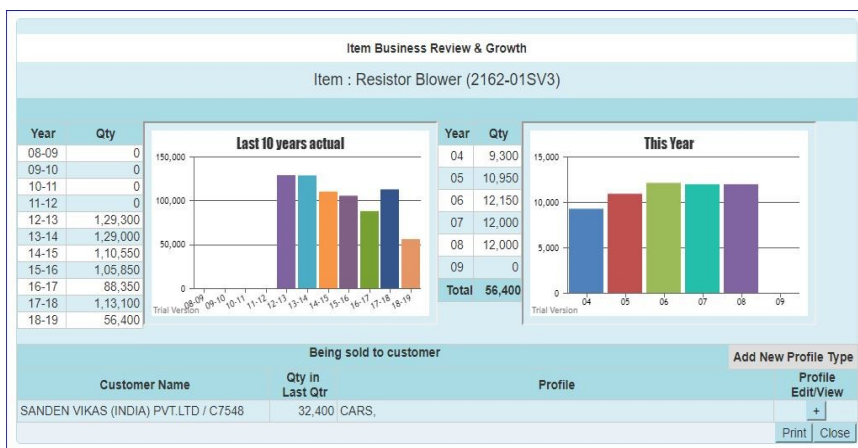 Item Business Review & Growth
Item : Resistor Blower (2162-01SV3)
Year Qty
08-09 0
09-10 0
10-11 0
11-12 0
12-13 1,29,300
13-14 1,29,000
14-15 1,10,550
15-16 1,05,850
16-17 88,350
17-18 1,13,100
18-19 56,400
Last 10 years actual
150,000
100,000
50,000
0
08-09 09-10 10-11 11-12 12-13 13-14 14-15 15-16 16-17 17-18 18-19
Trial Version
Year Qty
04 9,300
05 10,950
06 12,150
07 12,000
08 12,000
09 0
Total 56,400
This Year
15,000
10,000
5,000
0
04 05 06 07 08 09
Trial Version
Being sold to customer
Add New Profile Type
Customer Name Qty in Last Qtr Profile Profile Edit/View
SANDEN VIKAS (INDIA) PVT.LTD / C7548 32,400 CARS, +
Print Close